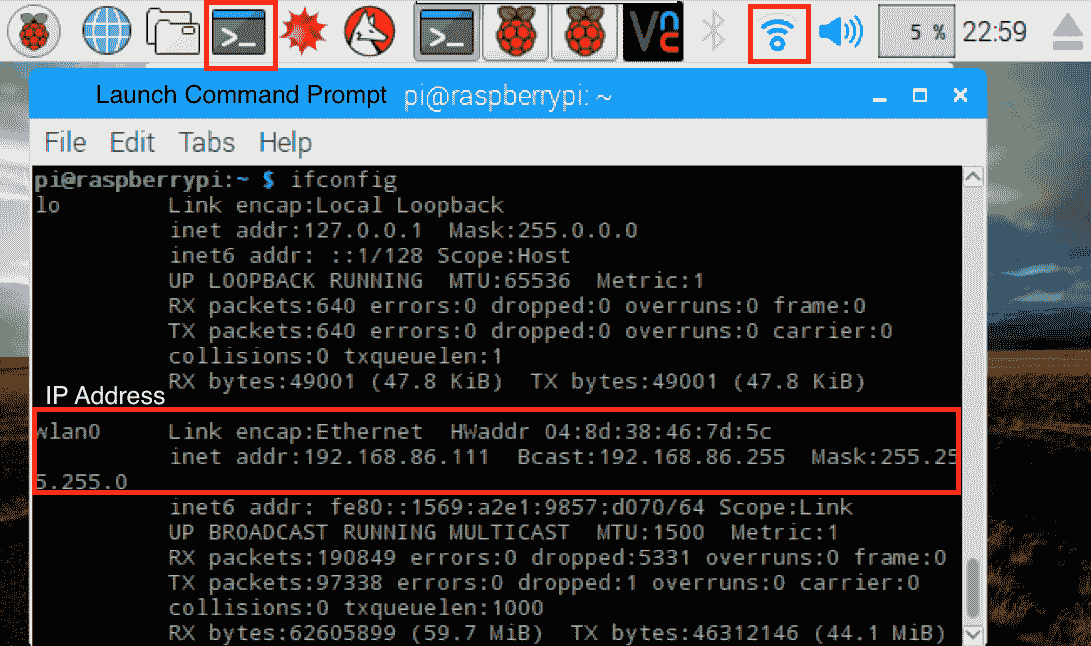 5 % 22:59
Launch Command Prompt pi@raspberrypi: ~
File Edit Tabs Help
pi@raspberrypi:~ $ ifconfig
lo Link encap:Local Loopback
inet addr:127.0.0.1 Mask:255.0.0.0
inet6 addr: ::1/128 Scope:Host
UP LOOPBACK RUNNING MTU:65536 Metric:1
RX packets:640 errors:0 dropped:0 overruns:0 frame:0
TX packets:640 errors:0 dropped:0 overruns:0 carrier:0
collisions:0 txqueuelen:1
RX bytes:49001 (47.8 KiB) TX bytes:49001 (47.8 KiB)
IP Address
wlan0 Link encap:Ethernet HWaddr 04:8d:38:46:7d:5c
inet addr:192.168.86.111 Bcast:192.168.86.255 Mask:255.25
5.255.0
inet6 addr: fe80::1569:a2e1:9857:d070/64 Scope:Link
UP BROADCAST RUNNING MULTICAST MTU:1500 Metric:1
RX packets:190849 errors:0 dropped:5331 overruns:0 frame:0
TX packets:97338 errors:0 dropped:1 overruns:0 carrier:0
collisions:0 txqueuelen:1000
RX bytes:62605899 (59.7 MiB) TX bytes:46312146 (44.1 MiB)